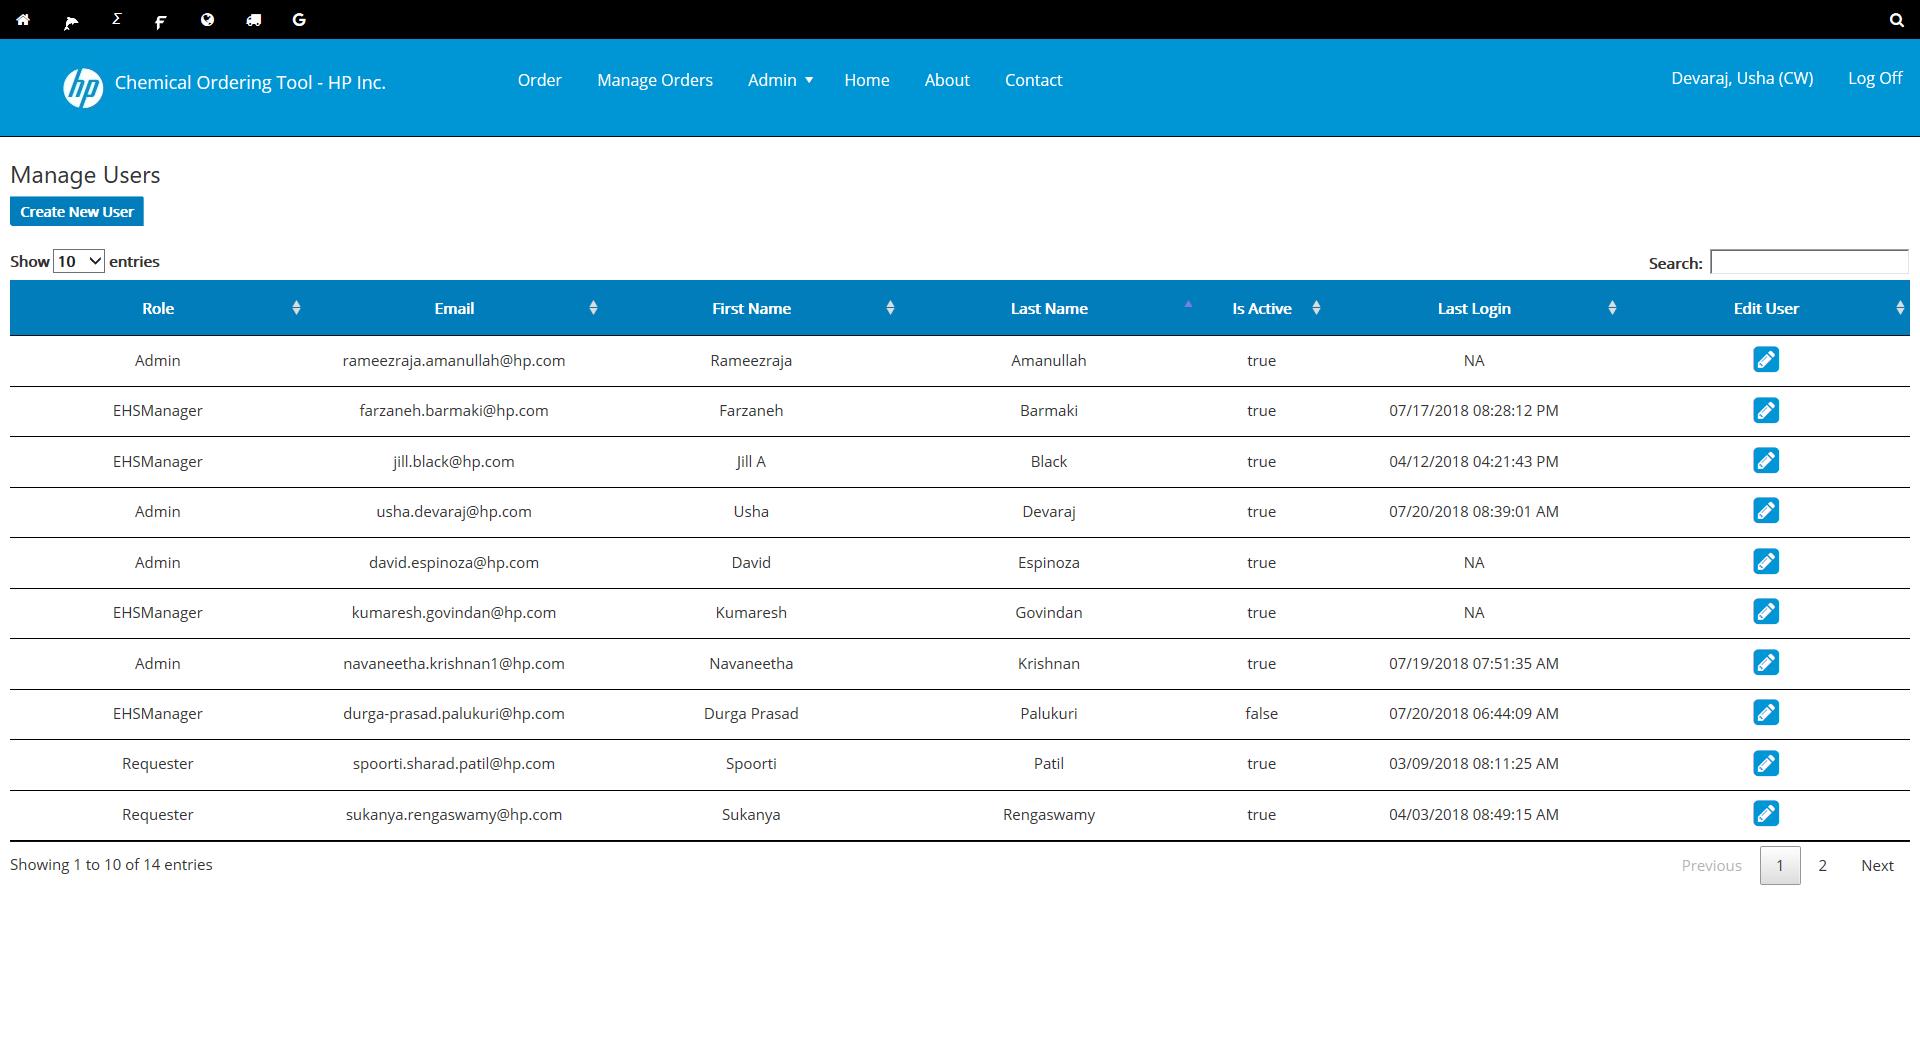 Σ F G
hp Chemical Ordering Tool - HP Inc. Order Manage Orders Admin Home About Contact Devaraj, Usha (CW) Log Off
Manage Users
Create New User
Show 10 entries Search:
Role Email First Name Last Name Is Active Last Login Edit User
Admin rameezraja.amanullah@hp.com Rameezraja Amanullah true NA
EHSManager farzaneh.barmaki@hp.com Farzaneh Barmaki true 07/17/2018 08:28:12 PM
EHSManager jill.black@hp.com Jill A Black true 04/12/2018 04:21:43 PM
Admin usha.devaraj@hp.com Usha Devaraj true 07/20/2018 08:39:01 AM
Admin david.espinoza@hp.com David Espinoza true NA
EHSManager kumaresh.govindan@hp.com Kumaresh Govindan true NA
Admin navaneetha.krishnan1@hp.com Navaneetha Krishnan true 07/19/2018 07:51:35 AM
EHSManager durga-prasad.palukuri@hp.com Durga Prasad Palukuri false 07/20/2018 06:44:09 AM
Requester spoorti.sharad.patil@hp.com Spoorti Patil true 03/09/2018 08:11:25 AM
Requester sukanya.rengaswamy@hp.com Sukanya Rengaswamy true 04/03/2018 08:49:15 AM
Showing 1 to 10 of 14 entries Previous 1 2 Next